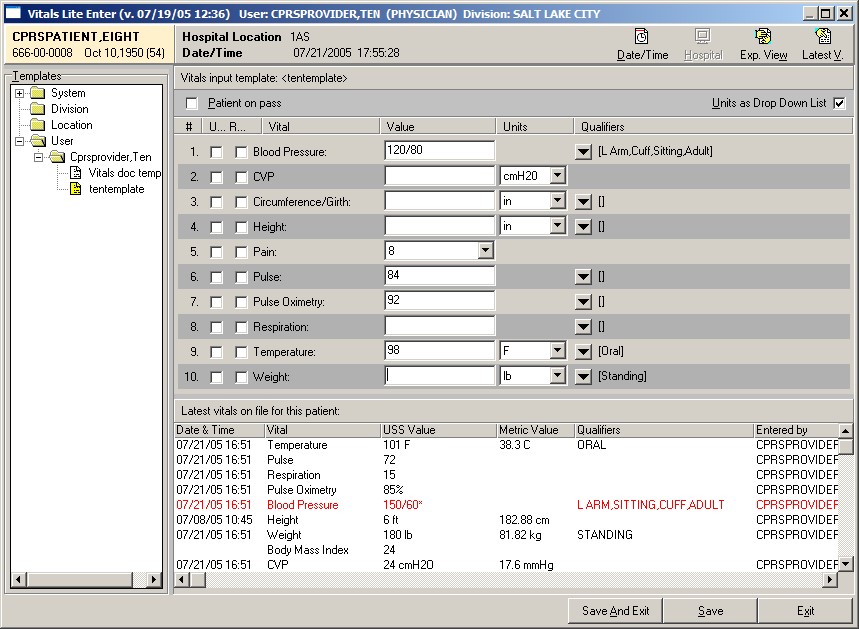 Vitals Lite Enter (v. 07/19/05 12:36) User: CPRSPROVIDER,TEN (PHYSICIAN) Division: SALT LAKE CITY
CPRSPATIENT,EIGHT
666-00-0008 Oct 10,1950 (54)
Hospital Location 1AS
Date/Time 07/21/2005 17:55:28
Date/Time Hospital Exp. View Latest V.
Templates
System
Division
Location
User
Cprsprovider,Ten
Vitals doc temp
tentemplate
Vitals input template: <tentemplate>
Patient on pass Units as Drop Down List
# U... R... Vital Value Units Qualifiers
1. Blood Pressure: 120/80 [L Arm,Cuff,Sitting,Adult]
2. CVP cmH20
3. Circumference/Girth: in []
4. Height: in []
5. Pain: 8
6. Pulse: 84 []
7. Pulse Oximetry: 92 []
8. Respiration: []
9. Temperature: 98 F [Oral]
10. Weight: lb [Standing]
Latest vitals on file for this patient:
Date & Time Vital USS Value Metric Value Qualifiers Entered by
07/21/05 16:51 Temperature 101 F 38.3 C ORAL CPRSPROVIDER
07/21/05 16:51 Pulse 72 CPRSPROVIDER
07/21/05 16:51 Respiration 15 CPRSPROVIDER
07/21/05 16:51 Pulse Oximetry 85% CPRSPROVIDER
07/21/05 16:51 Blood Pressure 150/60* L ARM,SITTING,CUFF,ADULT CPRSPROVIDER
07/08/05 10:45 Height 6 ft 182.88 cm CPRSPROVIDER
07/21/05 16:51 Weight 180 lb 81.82 kg STANDING CPRSPROVIDER
Body Mass Index 24
07/21/05 16:51 CVP 24 cmH2O 17.6 mmHg CPRSPROVIDER
Save And Exit Save Exit